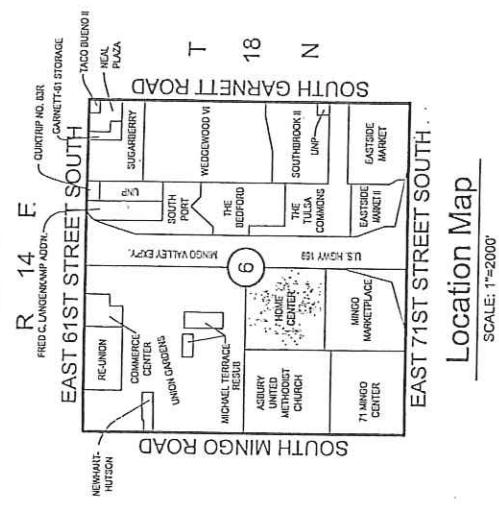 R 14 E.
FRED C. LANGENKAMP ADDN.
QUIKTRIP NO. 83R
GARNETT-61 STORAGE
TACO BUENO II
NEAL
PLAZA
EAST 61ST STREET SOUTH
RE-UNION
COMMERCE
CENTER
UNION GARDENS
NEWHART-
HUTSON
MICHAEL TERRACE
RESUB
ASBURY
UNITED
METHODIST
CHURCH
HOME
CENTER
71 MINGO
CENTER
MINGO
MARKETPLACE
SOUTH MINGO ROAD
MINGO VALLEY EXPY.
6
U.S. HGWY 169
UNP
SOUTH
PORT
THE
BEDFORD
THE
TULSA
COMMONS
EASTSIDE
MARKET II
SUGARBERRY
WEDGEWOOD VI
SOUTHBROOK II
UNP
EASTSIDE
MARKET
SOUTH GARNETT ROAD
T
18
N
EAST 71ST STREET SOUTH
Location Map
SCALE: 1"=2000'